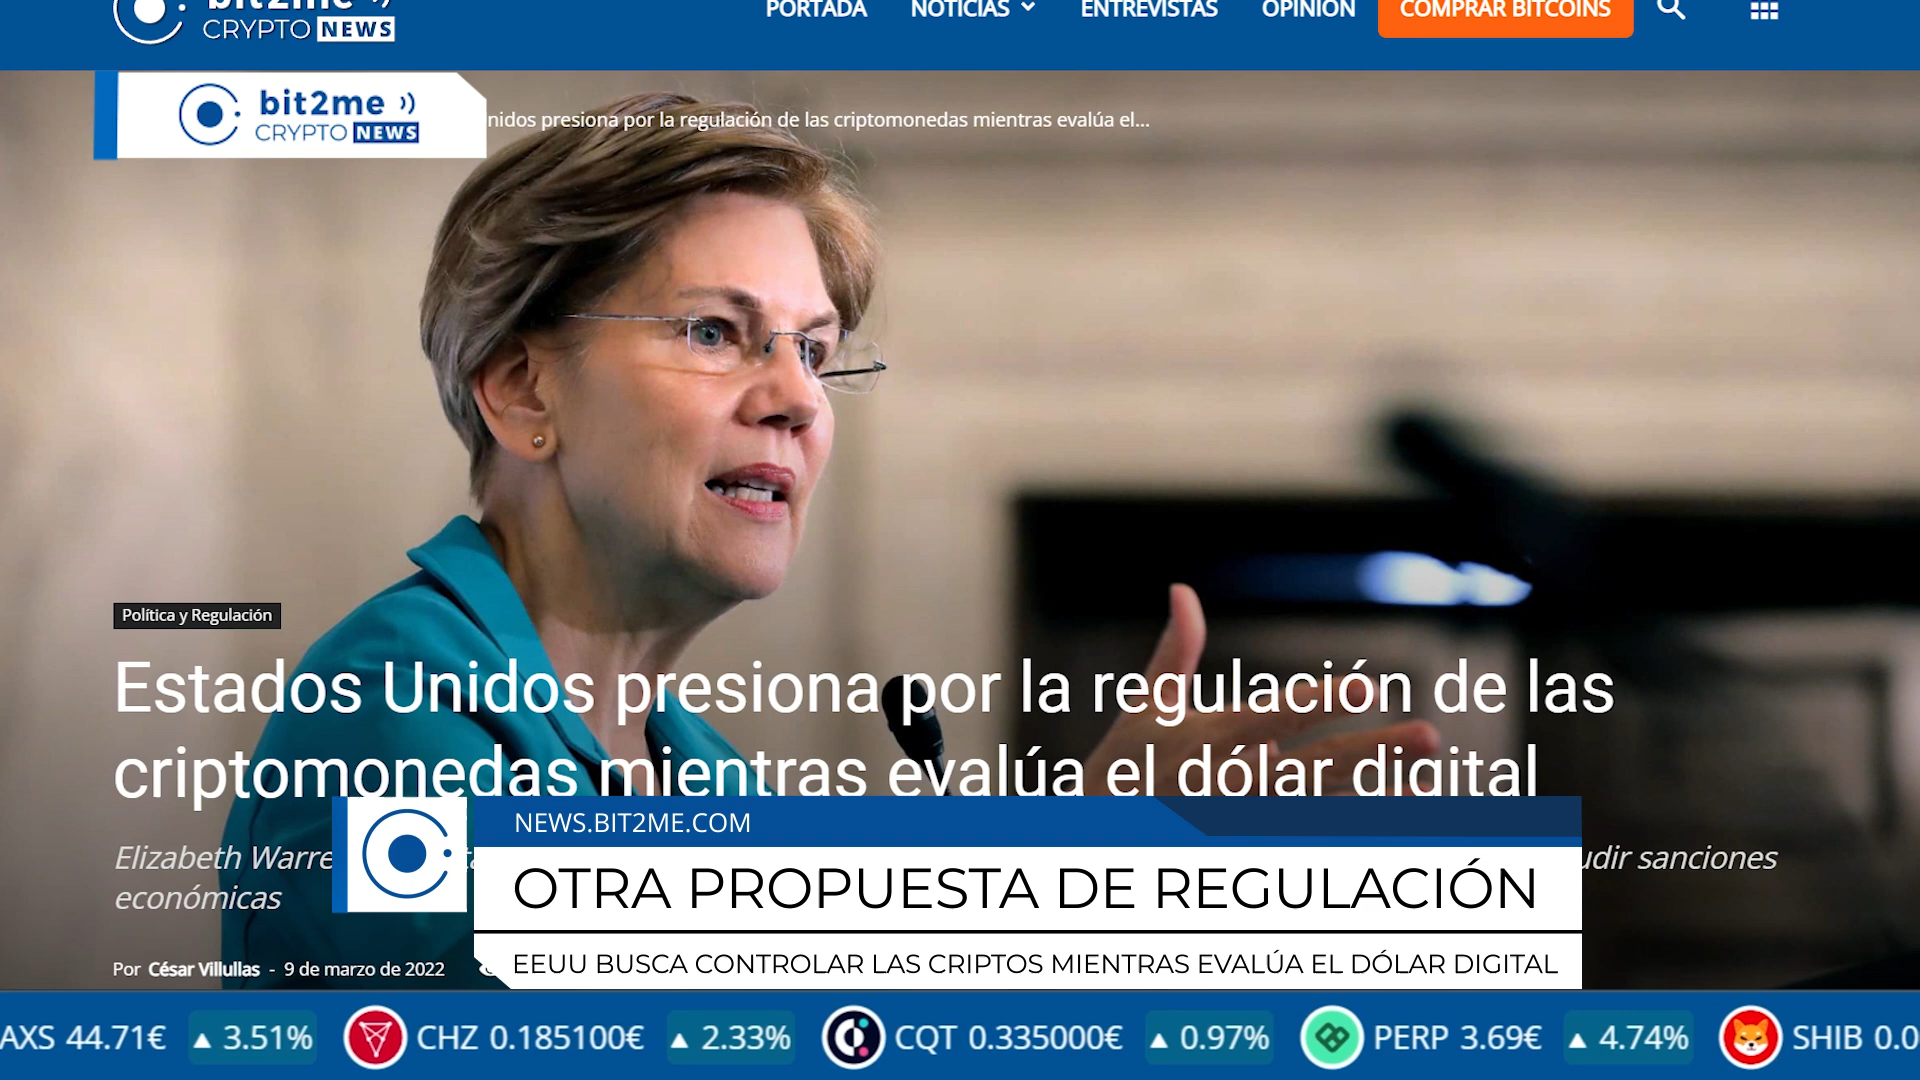 bit2me
CRYPTO NEWS
PORTADA
NOTICIAS
ENTREVISTAS
OPINIÓN
COMPRAR BITCOINS
bit2me
CRYPTO NEWS
nidos presiona por la regulación de las criptomonedas mientras evalúa el...
Política y Regulación
Estados Unidos presiona por la regulación de las
criptomonedas mientras evalúa el dólar digital
Elizabeth Warre
udir sanciones
económicas
Por César Villullas - 9 de marzo de 2022
NEWS.BIT2ME.COM
OTRA PROPUESTA DE REGULACIÓN
EEUU BUSCA CONTROLAR LAS CRIPTOS MIENTRAS EVALÚA EL DÓLAR DIGITAL
AXS 44.71€ ▲ 3.51% CHZ 0.185100€ ▲ 2.33% CQT 0.335000€ ▲ 0.97% PERP 3.69€ ▲ 4.74% SHIB 0.0